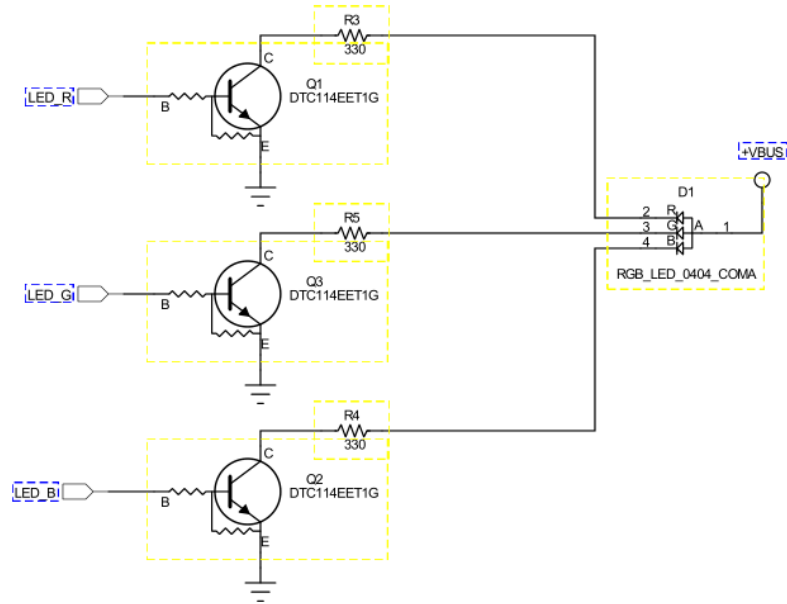 R3
330
C
Q1
DTC114EET1G
LED_R
B
E
+VBUS
D1
R5
330
2 R
3 G A 1
4 B
C
Q3
DTC114EET1G
RGB_LED_0404_COMA
LED_G
B
E
R4
330
C
Q2
DTC114EET1G
LED_B
B
E